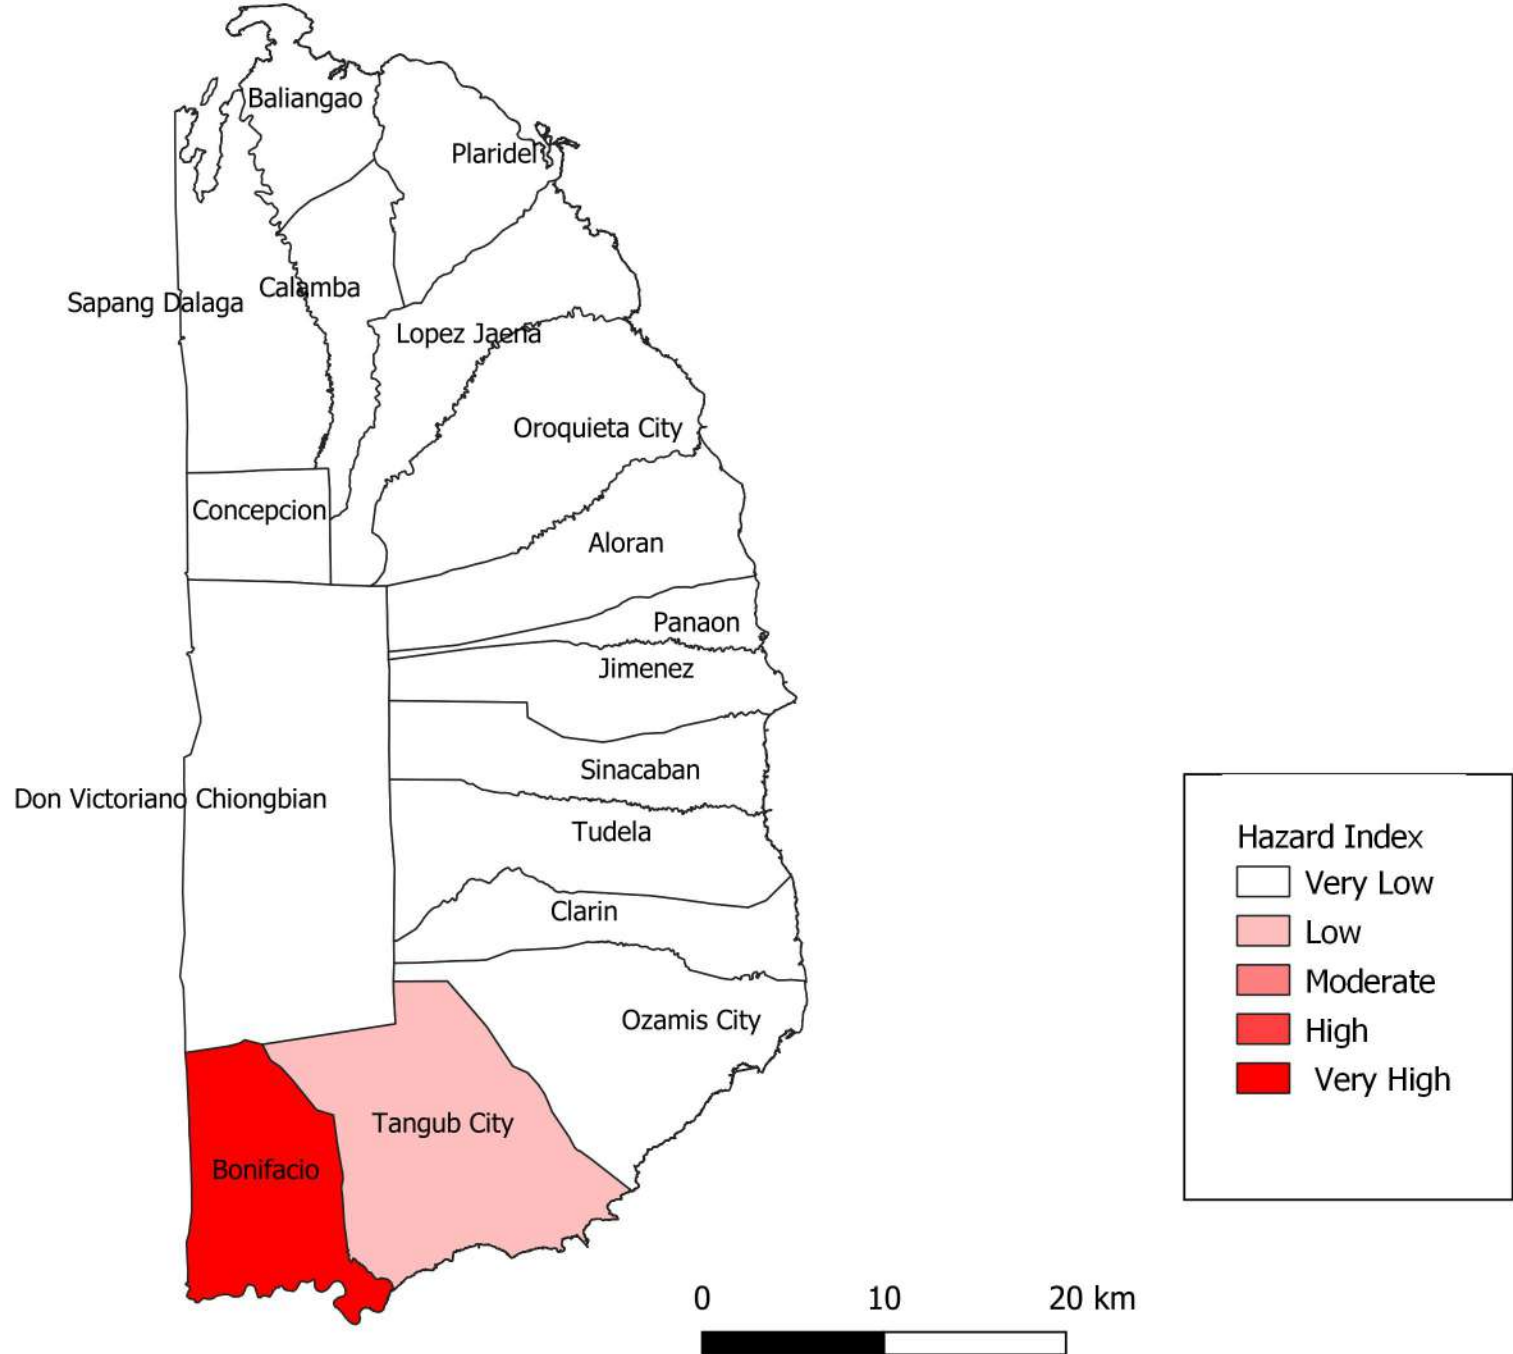 Baliangao
Plaridel
Sapang Dalaga
Calamba
Lopez Jaena
Oroquieta City
Concepcion
Aloran
Panaon
Jimenez
Sinacaban
Don Victoriano Chiongbian
Tudela
Clarin
Ozamis City
Tangub City
Bonifacio
Hazard Index
Very Low
Low
Moderate
High
Very High
0 10 20 km